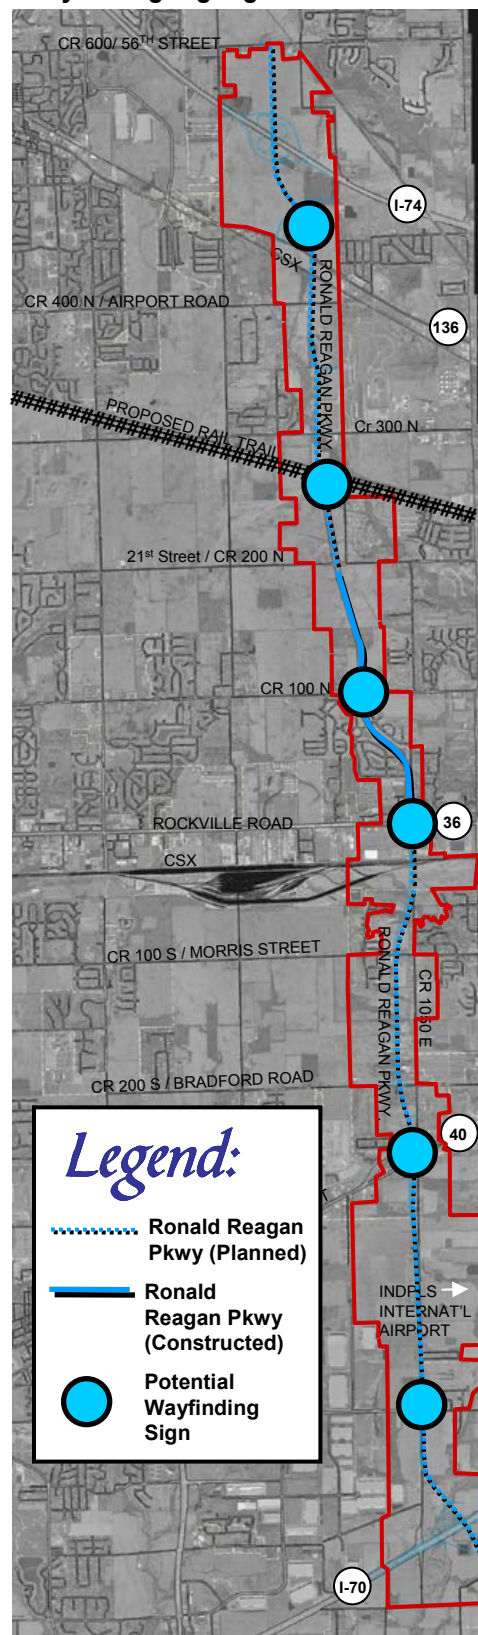 CR 600/ 56TH STREET
I-74
CSX
RONALD REAGAN PKWY
CR 400 N / AIRPORT ROAD
136
PROPOSED RAIL TRAIL
Cr 300 N
21st Street / CR 200 N
CR 100 N
ROCKVILLE ROAD
36
CSX
CR 100 S / MORRIS STREET
RONALD REAGAN PKWY.
CR 1050 E
CR 200 S / BRADFORD ROAD
40
Legend:
Ronald Reagan
Pkwy (Planned)
Ronald
Reagan Pkwy
(Constructed)
Potential
Wayfinding
Sign
INDPLS
INTERNAT'L
AIRPORT
I-70